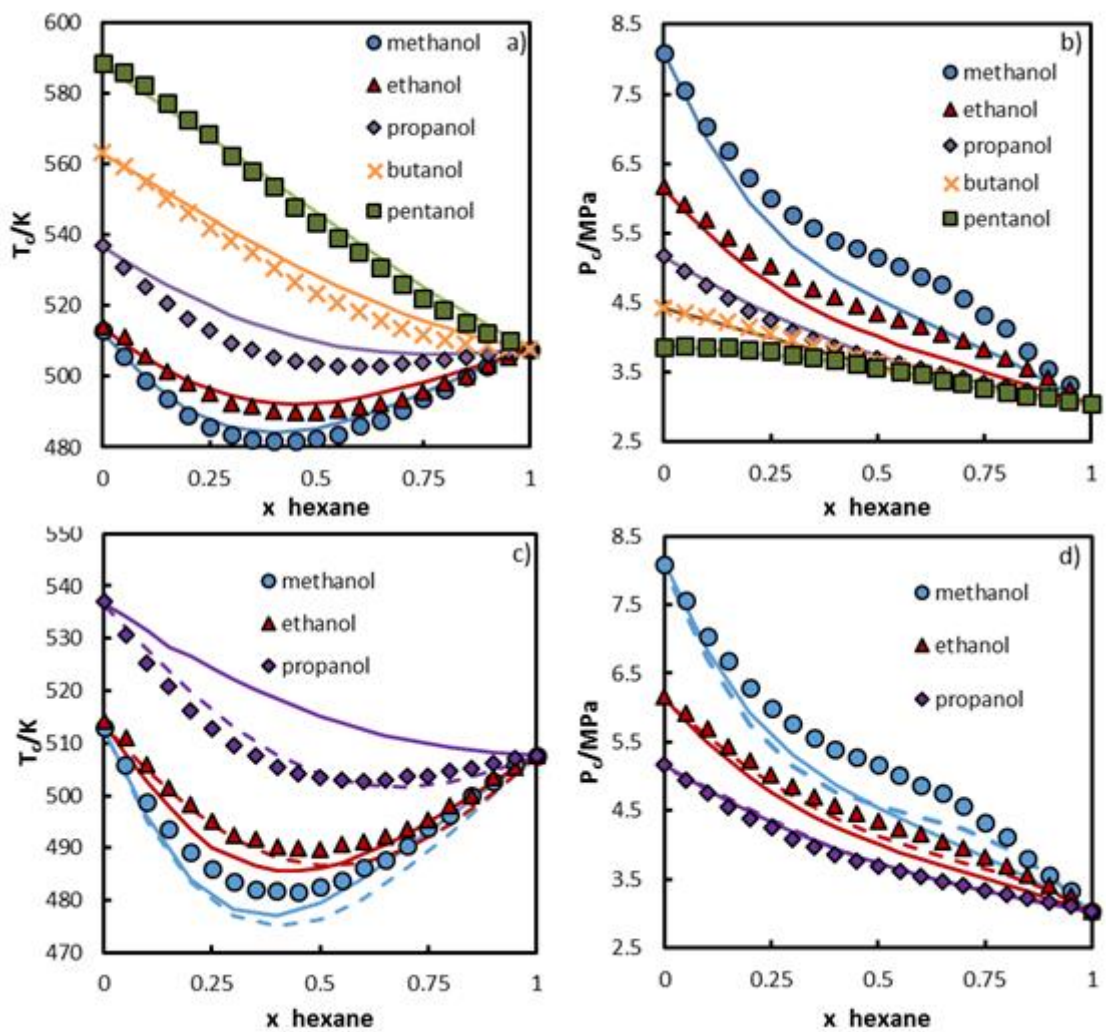 600
580
560
540
520
500
480
T_c/K
a)
methanol
ethanol
propanol
butanol
pentanol
0 0.25 0.5 0.75 1
x hexane
8.5
7.5
6.5
5.5
4.5
3.5
2.5
P_c/MPa
b)
methanol
ethanol
propanol
butanol
pentanol
0 0.25 0.5 0.75 1
x hexane
550
540
530
520
510
500
490
480
470
T_c/K
c)
methanol
ethanol
propanol
0 0.25 0.5 0.75 1
x hexane
8.5
7.5
6.5
5.5
4.5
3.5
2.5
P_c/MPa
d)
methanol
ethanol
propanol
0 0.25 0.5 0.75 1
x hexane